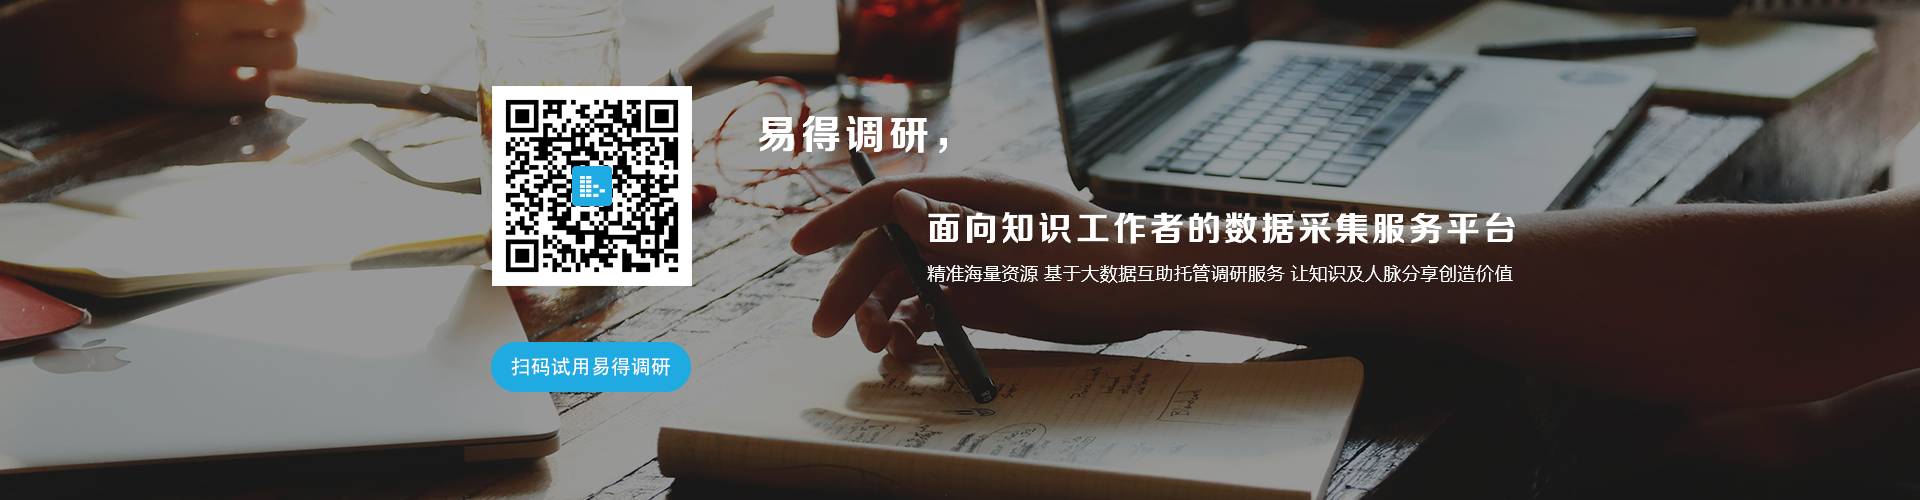 易得调研，
面向知识工作者的数据采集服务平台
精准海量资源 基于大数据互助托管调研服务 让知识及人脉分享创造价值
扫码试用易得调研